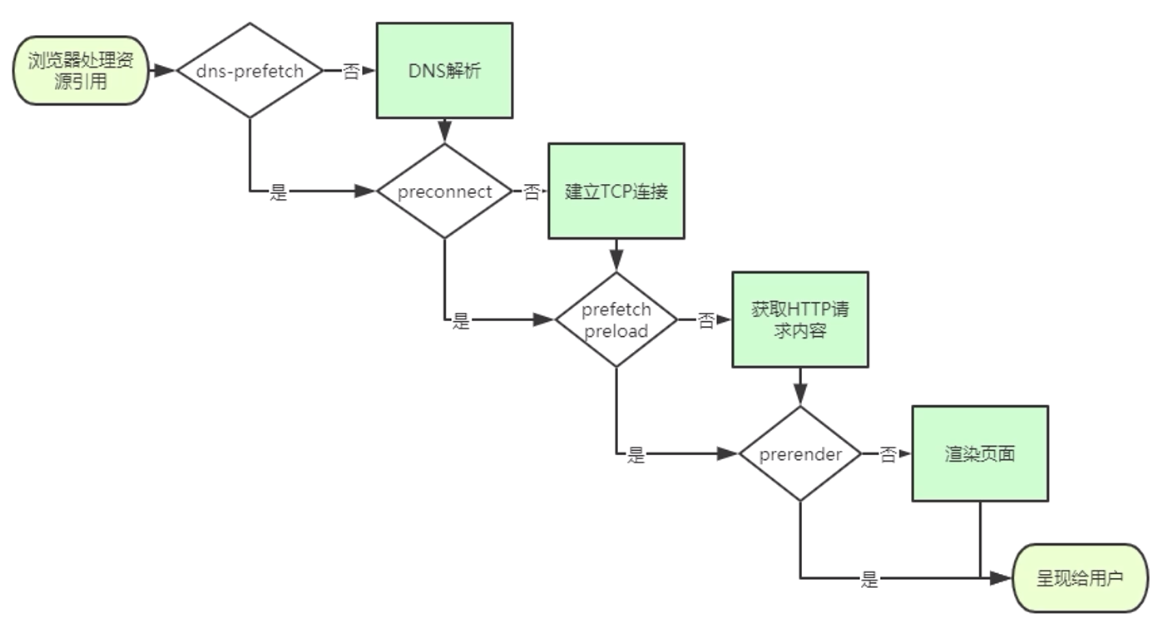 浏览器处理资
源引用
dns-prefetch
否
DNS解析
是
preconnect
否
建立TCP连接
是
prefetch
preload
否
获取HTTP请
求内容
是
prerender
否
渲染页面
是
呈现给用户